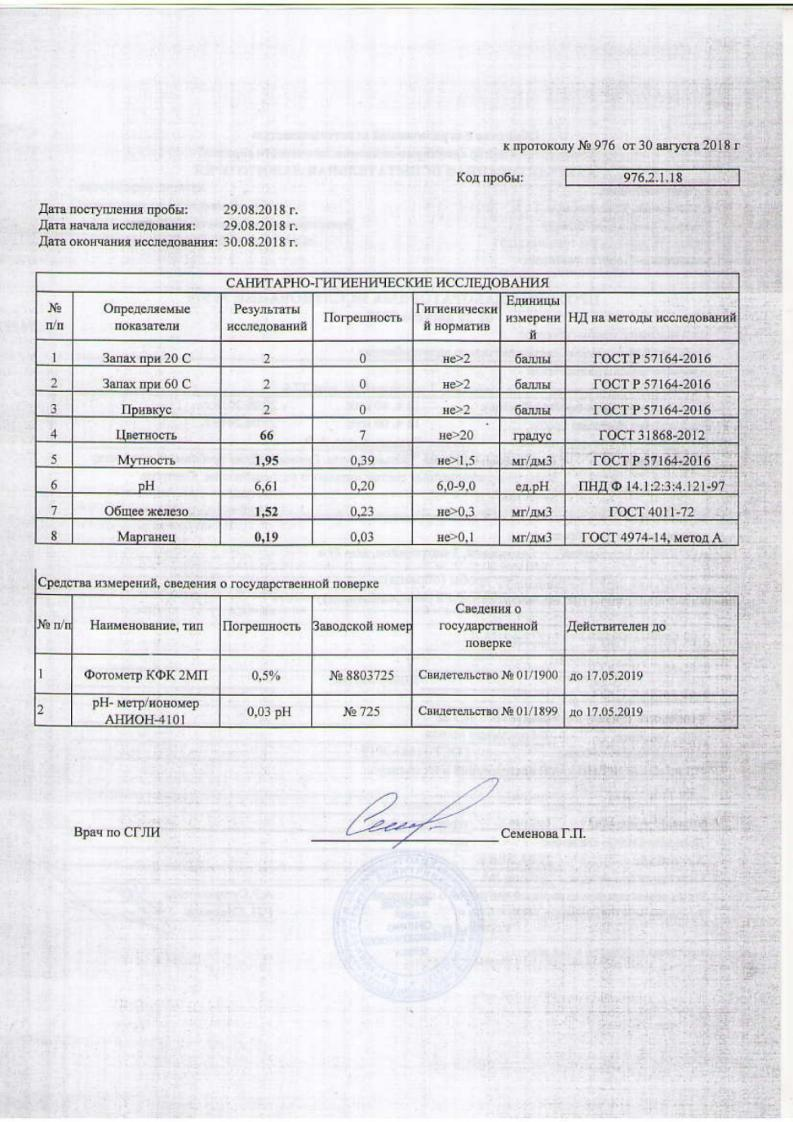 к протоколу № 976 от 30 августа 2018 г
Код пробы: 976.2.1.18
Дата поступления пробы: 29.08.2018 г.
Дата начала исследования: 29.08.2018 г.
Дата окончания исследования: 30.08.2018 г.
САНИТАРНО-ГИГИЕНИЧЕСКИЕ ИССЛЕДОВАНИЯ
№ п/п Определяемые показатели Результаты исследований Погрешность Гигиенически й норматив Единицы измерени й НД на методы исследований
1 Запах при 20 С 2 0 не>2 баллы ГОСТ Р 57164-2016
2 Запах при 60 С 2 0 не>2 баллы ГОСТ Р 57164-2016
3 Привкус 2 0 не>2 баллы ГОСТ Р 57164-2016
4 Цветность 66 7 не>20 градус ГОСТ 31868-2012
5 Мутность 1,95 0,39 не>1,5 мг/дм3 ГОСТ Р 57164-2016
6 pH 6,61 0,20 6,0-9,0 ед.pH ПНД Ф 14.1:2:3:4.121-97
7 Общее железо 1,52 0,23 не>0,3 мг/дм3 ГОСТ 4011-72
8 Марганец 0,19 0,03 не>0,1 мг/дм3 ГОСТ 4974-14, метод А
Средства измерений, сведения о государственной поверке
№ п/п Наименование, тип Погрешность Заводской номер Сведения о государственной поверке Действителен до
1 Фотометр КФК 2МП 0,5% № 8803725 Свидетельство № 01/1900 до 17.05.2019
2 pH- метр/иономер АНИОН-4101 0,03 pH № 725 Свидетельство № 01/1899 до 17.05.2019
Врач по СГЛИ Семенова Г.П.